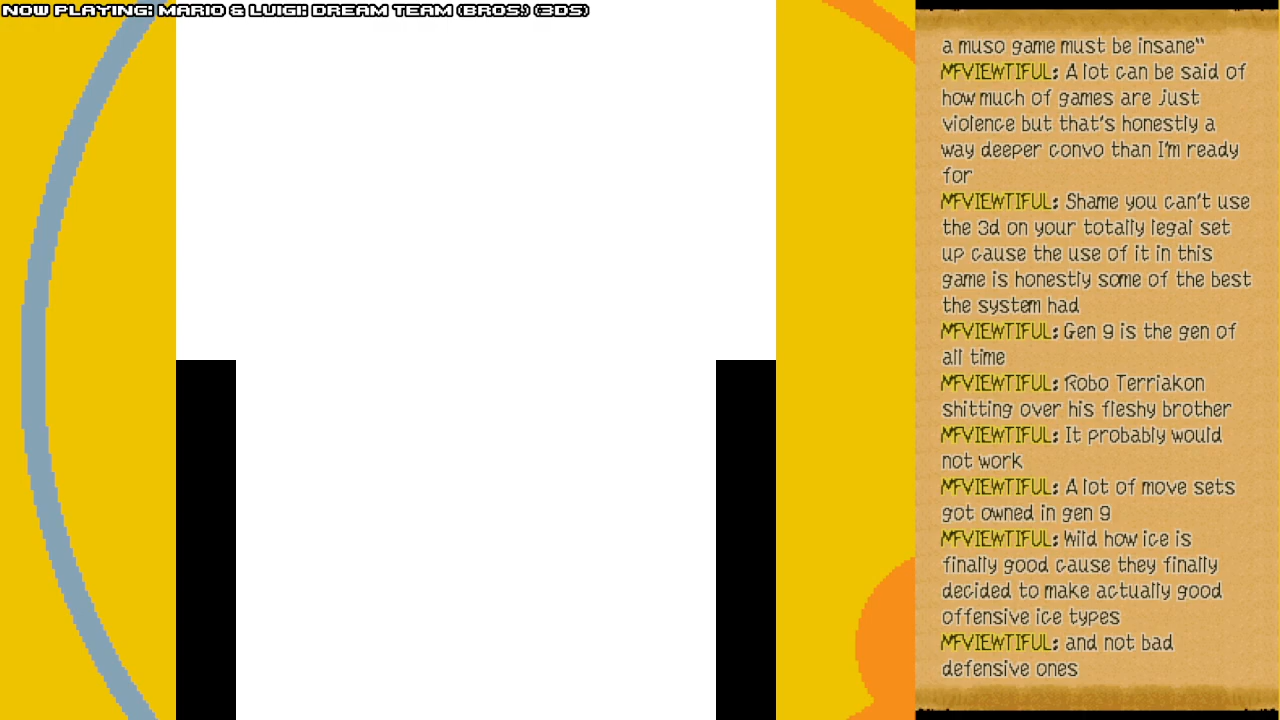 NOW PLAYING: MARIO & LUIGI: DREAM TEAM (BROS.) (3DS)
a muso game must be insane"
MFVIEWTIFUL: A lot can be said of
how much of games are just
violence but that's honestly a
way deeper convo than I'm ready
for
MFVIEWTIFUL: Shame you can't use
the 3d on your totally legal set
up cause the use of it in this
game is honestly some of the best
the system had
MFVIEWTIFUL: Gen 9 is the gen of
all time
MFVIEWTIFUL: Robo Terriakon
shitting over his fleshy brother
MFVIEWTIFUL: It probably would
not work
MFVIEWTIFUL: A lot of move sets
got owned in gen 9
MFVIEWTIFUL: Wild how ice is
finally good cause they finally
decided to make actually good
offensive ice types
MFVIEWTIFUL: and not bad
defensive ones